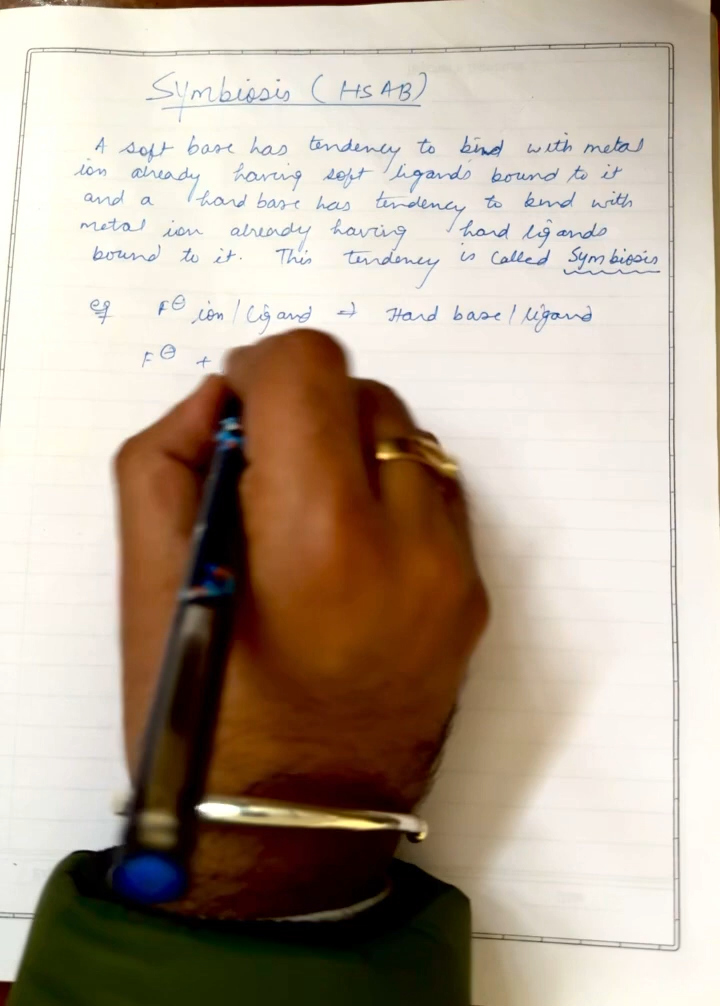 Symbiosis (HSAB)
A soft base has tendency to bind with metal
ion already having soft ligands bound to it
and a hard base has tendency to bind with
metal ion already having hard ligands
bound to it. This tendency is called Symbiosis
eg F⊖ ion/ligand ⇒ Hard base/ligand
F⊖ +